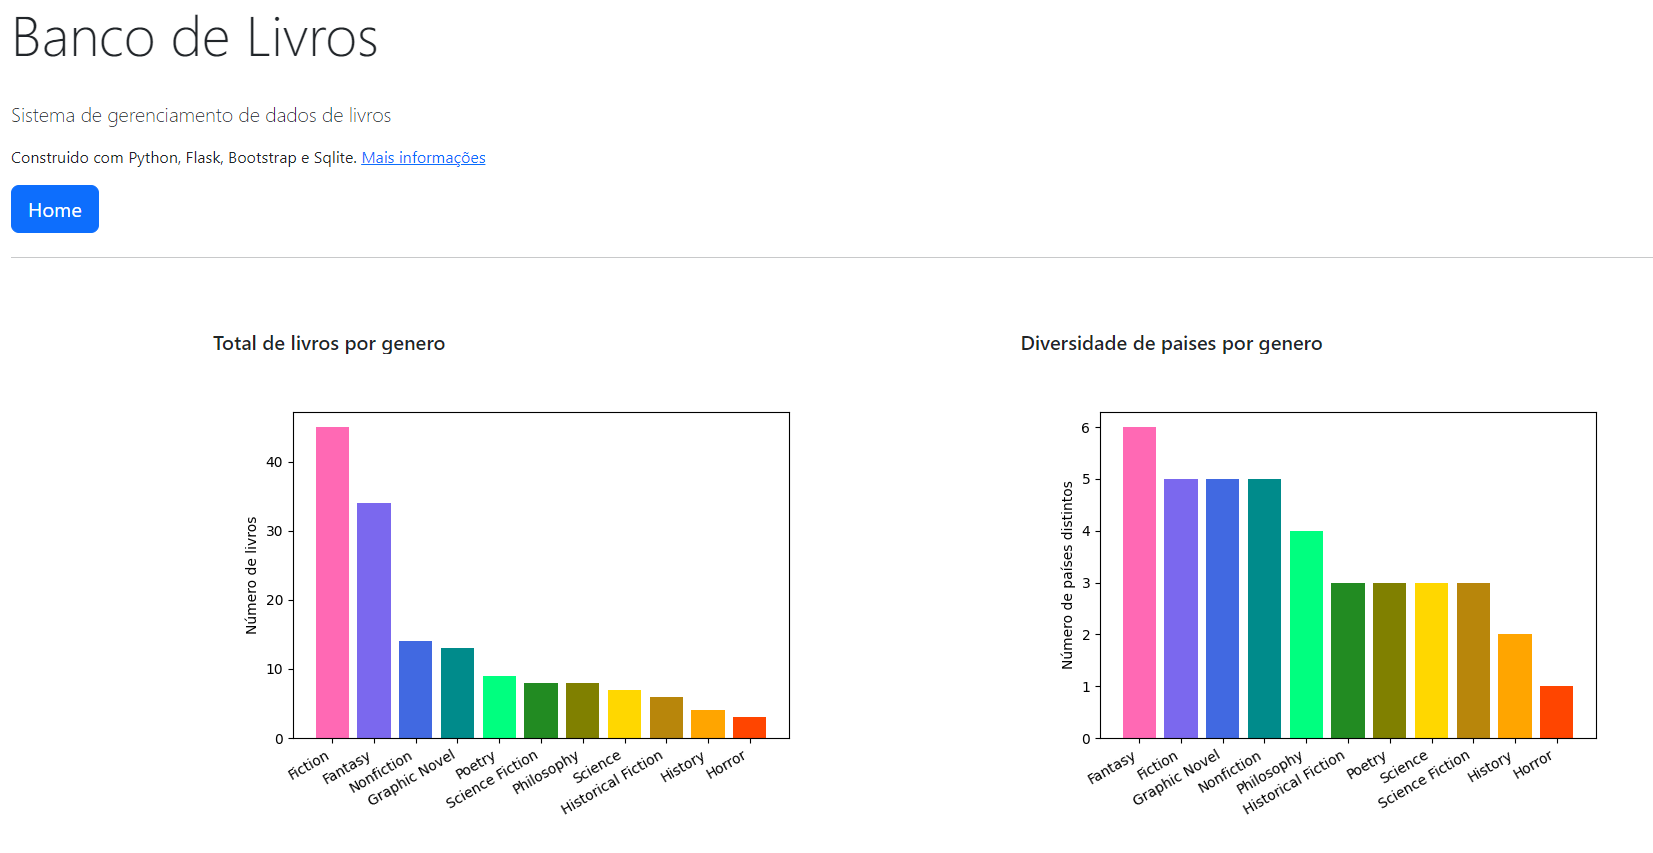 Banco de Livros
Sistema de gerenciamento de dados de livros
Construido com Python, Flask, Bootstrap e Sqlite. Mais informações
Home
Total de livros por genero
Número de livros
40
30
20
10
0
Fiction
Fantasy
Nonfiction
Graphic Novel
Poetry
Science Fiction
Philosophy
Science
Historical Fiction
History
Horror
Diversidade de paises por genero
Número de países distintos
6
5
4
3
2
1
0
Fantasy
Fiction
Graphic Novel
Nonfiction
Philosophy
Historical Fiction
Poetry
Science
Science Fiction
History
Horror